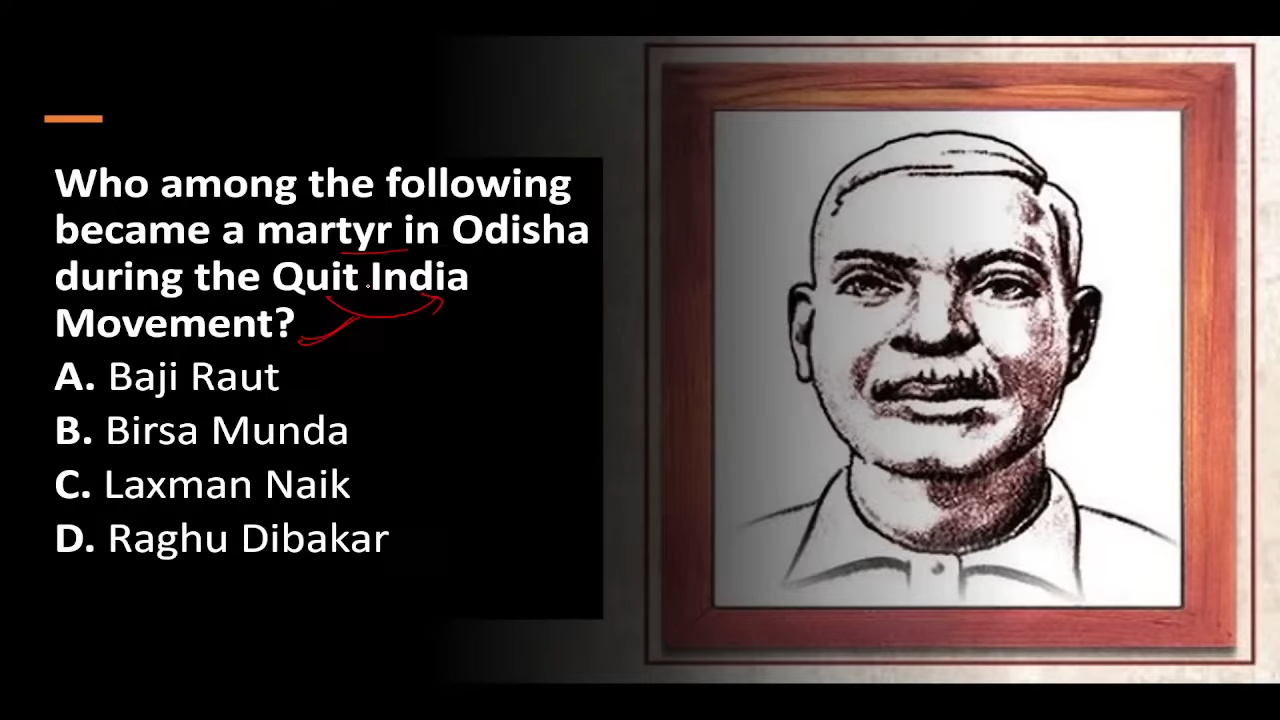 Who among the following
became a martyr in Odisha
during the Quit India
Movement?
A. Baji Raut
B. Birsa Munda
C. Laxman Naik
D. Raghu Dibakar